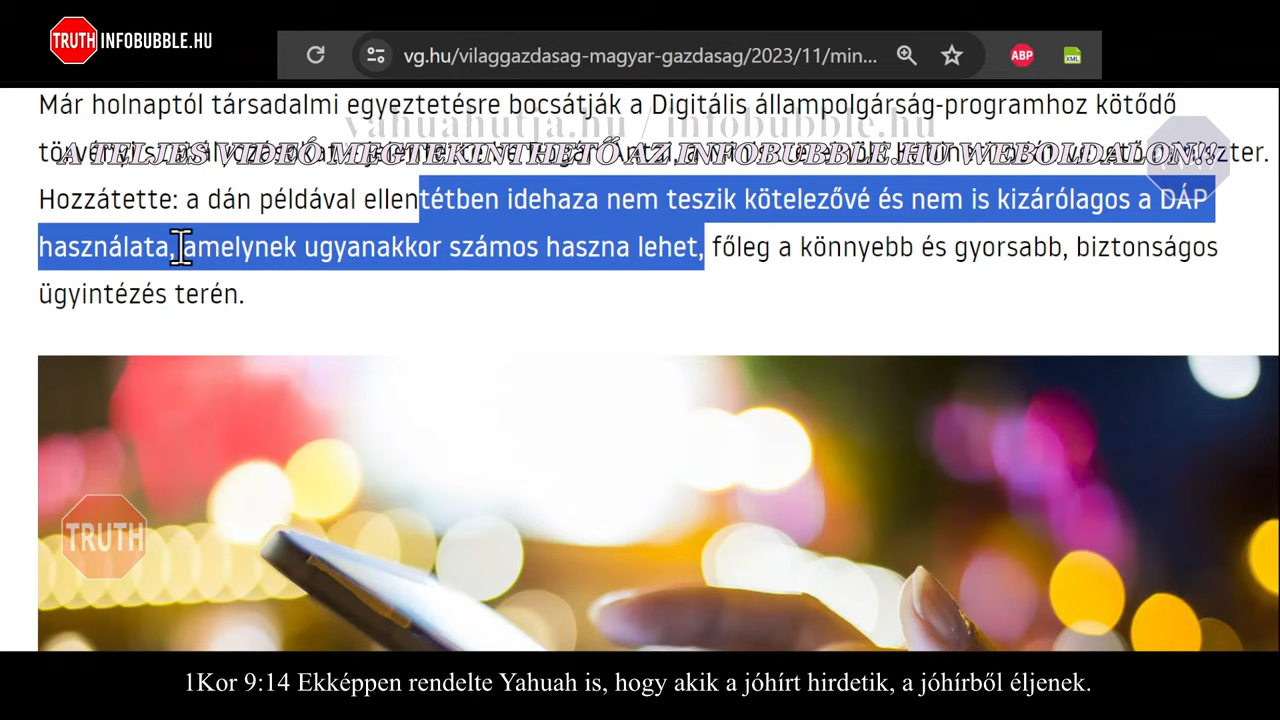 TRUTH INFOBUBBLE.HU
vg.hu/vilaggazdasag-magyar-gazdasag/2023/11/min...
ABP
XML
Már holnaptól társadalmi egyeztetésre bocsátják a Digitális állampolgárság-programhoz kötődő
yahuahutja.hu / infobubble.hu
A TELJES VIDEÓ MEGTEKINTHETŐ AZ INFOBUBBLE.HU WEBOLDALON!!!
Hozzátette: a dán példával ellentétben idehaza nem teszik kötelezővé és nem is kizárólagos a DÁP
használata, amelynek ugyanakkor számos haszna lehet, főleg a könnyebb és gyorsabb, biztonságos
ügyintézés terén.
TRUTH
1Kor 9:14 Ekképpen rendelte Yahuah is, hogy akik a jóhírt hirdetik, a jóhírből éljenek.